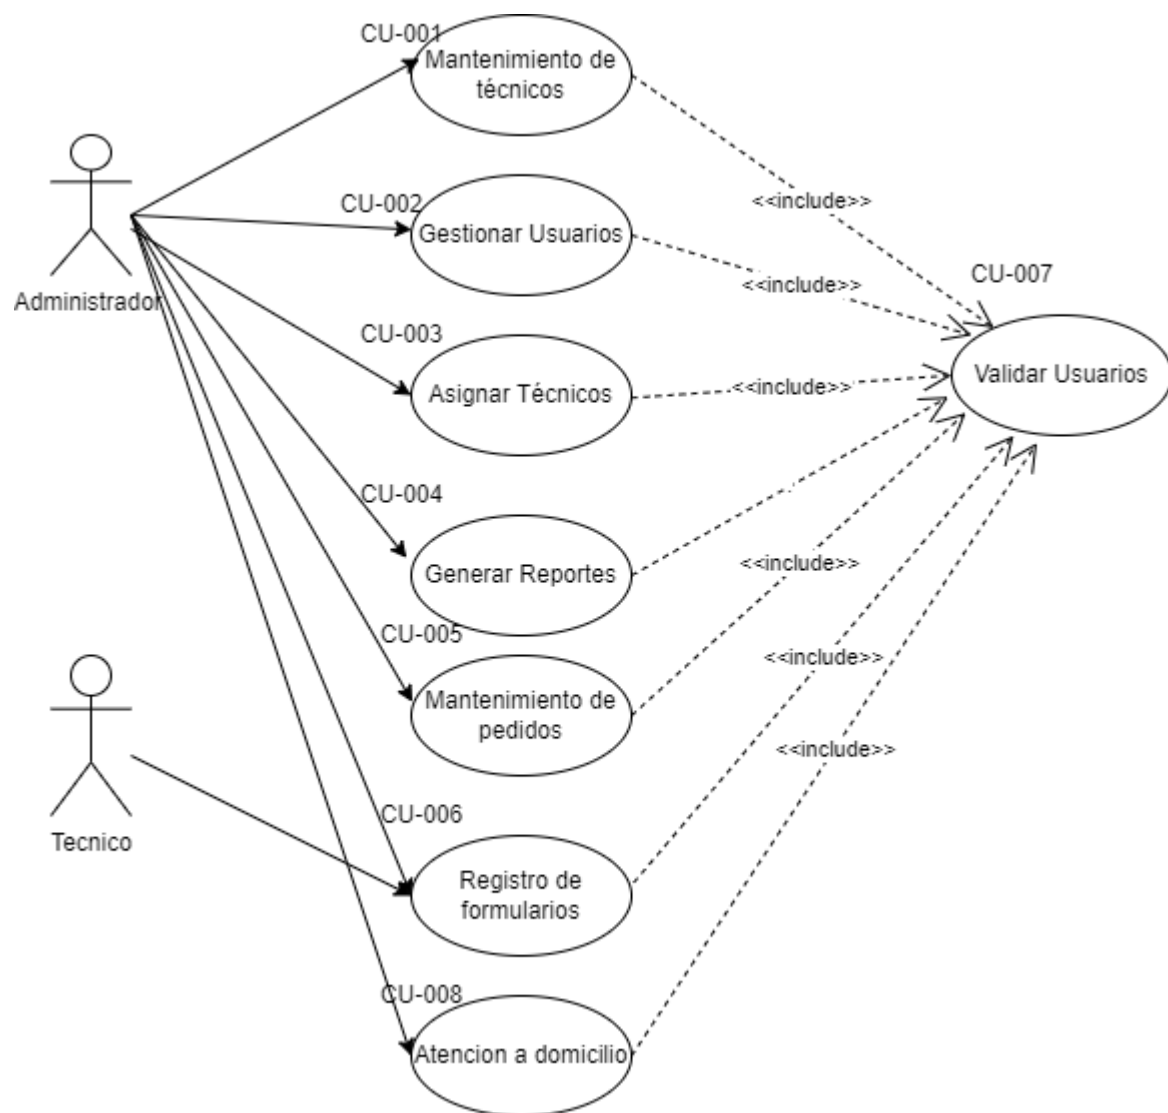 CU-001
Mantenimiento de
técnicos
<<include>>
Administrador
CU-002
Gestionar Usuarios
<<include>>
CU-007
Validar Usuarios
CU-003
Asignar Técnicos
<<include>>
CU-004
Generar Reportes
<<include>>
CU-005
Mantenimiento de
pedidos
<<include>>
Tecnico
CU-006
Registro de
formularios
<<include>>
CU-008
Atencion a domicilio